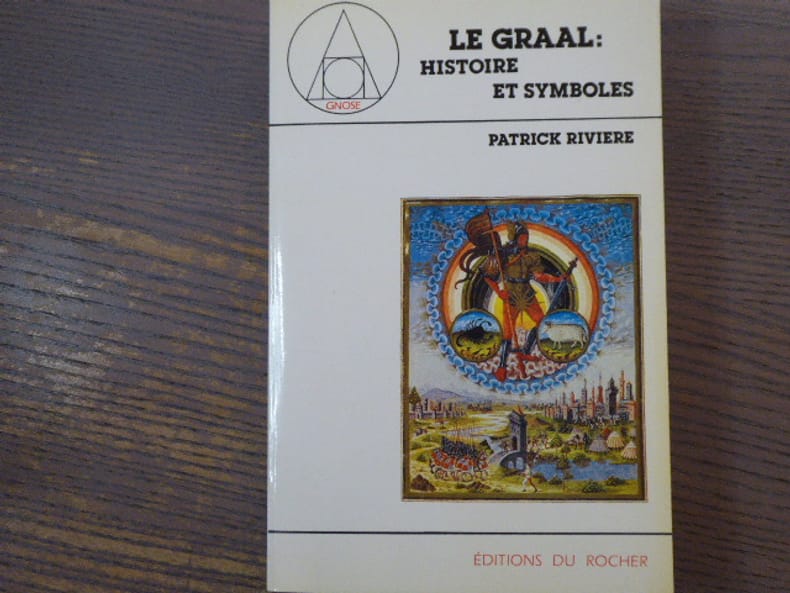 GNOSE
LE GRAAL:
HISTOIRE
ET SYMBOLES
PATRICK RIVIERE
ÉDITIONS DU ROCHER